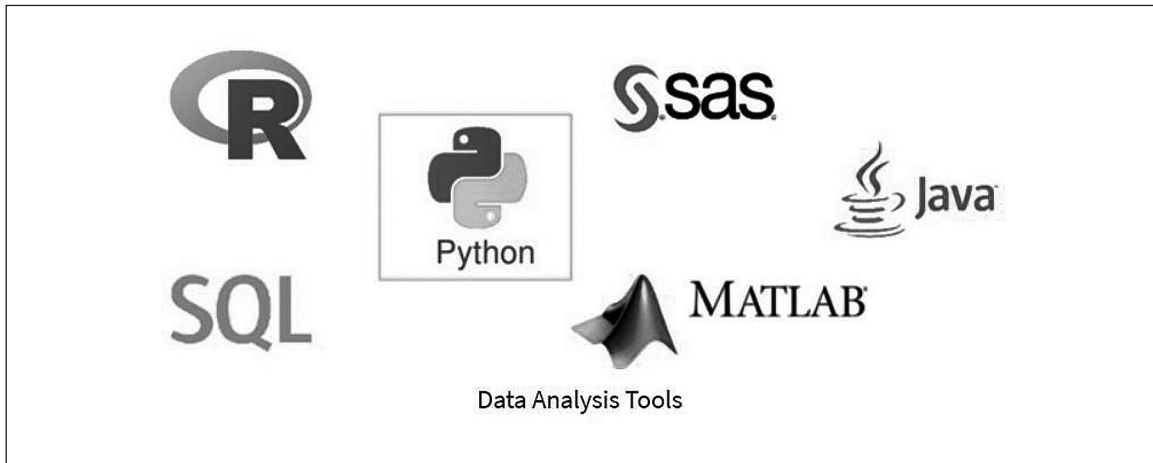 R
sas
Python
Java
SQL
MATLAB
Data Analysis Tools